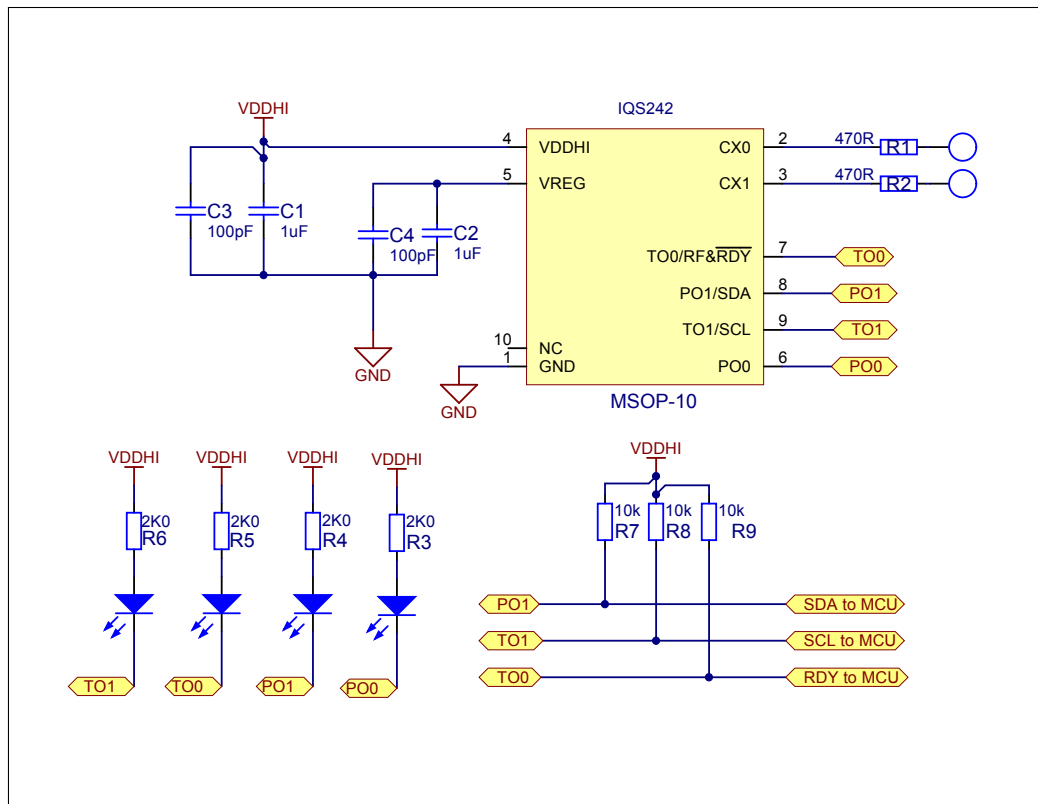 IQS242
VDDHI
4 VDDHI CX0 2 470R R1
5 VREG CX1 3 470R R2
C3 100pF
C1 1uF
C4 100pF
C2 1uF
TO0/RF&RDY 7 TO0
PO1/SDA 8 PO1
TO1/SCL 9 TO1
10 NC
1 GND PO0 6 PO0
GND
GND
MSOP-10
VDDHI VDDHI VDDHI VDDHI
2K0 2K0 2K0 2K0
R6 R5 R4 R3
TO1 TO0 PO1 PO0
VDDHI
10k 10k 10k
R7 R8 R9
PO1 SDA to MCU
TO1 SCL to MCU
TO0 RDY to MCU